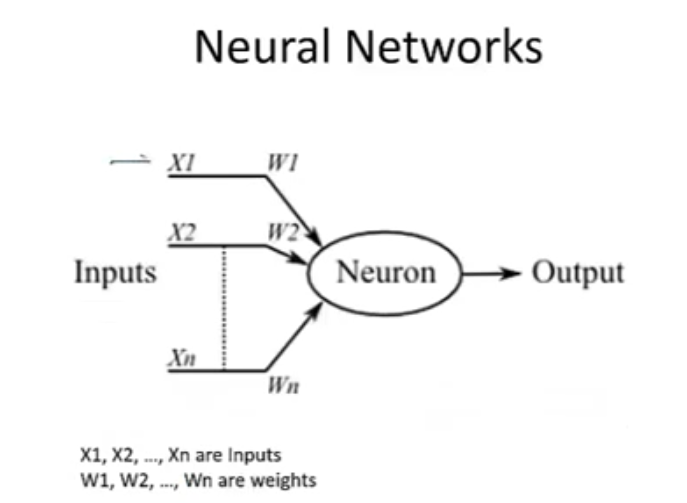 Neural Networks
X1 W1
X2 W2
Inputs Neuron Output
Xn
Wn
X1, X2, ..., Xn are Inputs
W1, W2, ..., Wn are weights